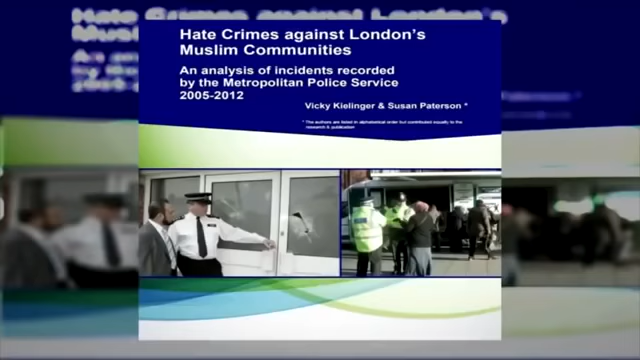 Hate Crimes against London's
Muslim Communities
An analysis of incidents recorded
by the Metropolitan Police Service
2005-2012
Vicky Kielinger & Susan Paterson *
* The authors are listed in alphabetical order but contributed equally to the
research & publication